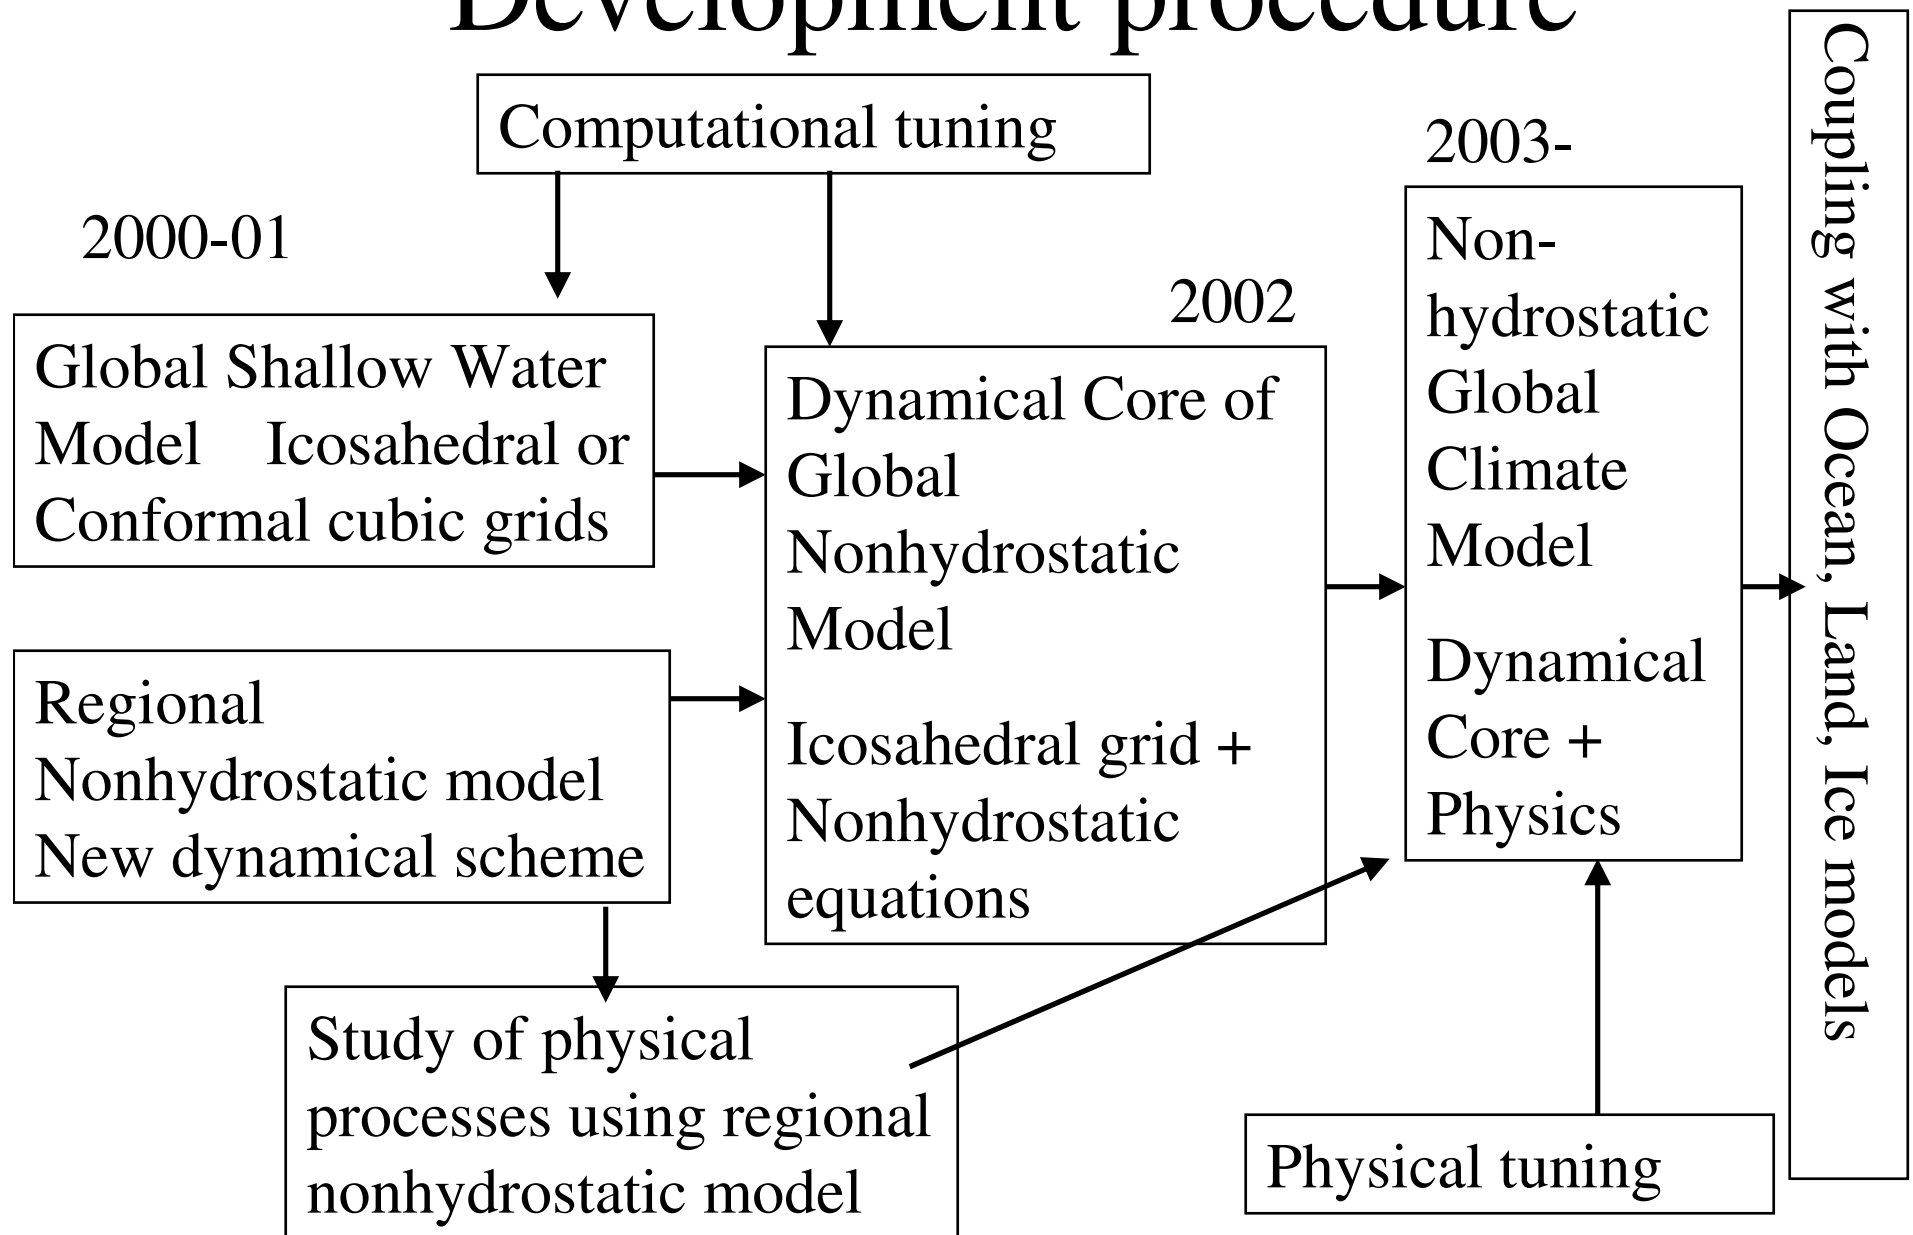 Development procedure
Computational tuning
2000-01
Global Shallow Water
Model Icosahedral or
Conformal cubic grids
Regional
Nonhydrostatic model
New dynamical scheme
Study of physical
processes using regional
nonhydrostatic model
2002
Dynamical Core of
Global
Nonhydrostatic
Model
Icosahedral grid +
Nonhydrostatic
equations
2003-
Non-
hydrostatic
Global
Climate
Model
Dynamical
Core +
Physics
Physical tuning
Coupling with Ocean, Land, Ice models